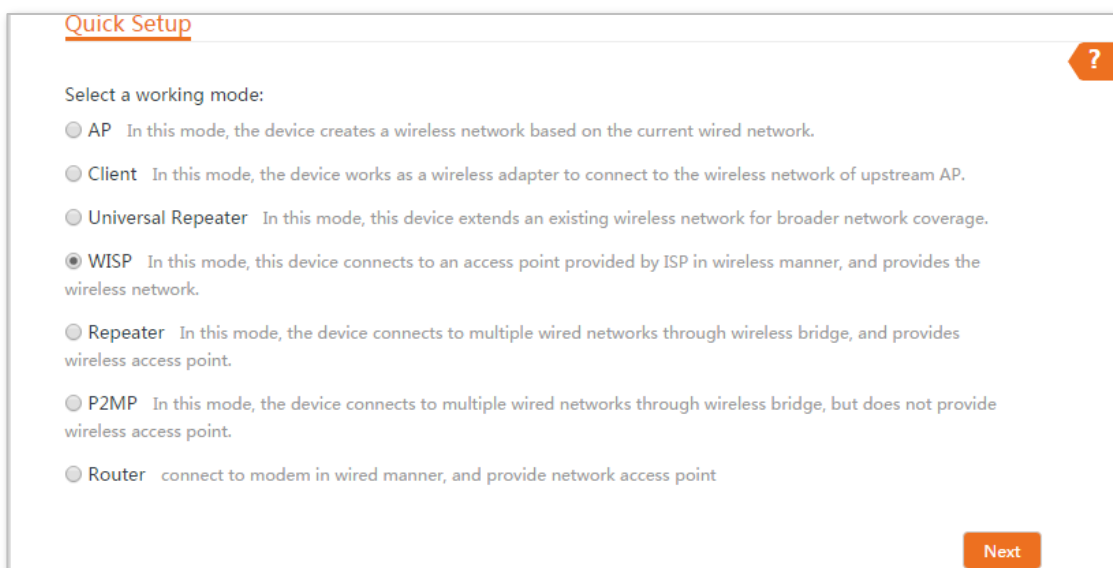 Quick Setup
?
Select a working mode:
AP In this mode, the device creates a wireless network based on the current wired network.
Client In this mode, the device works as a wireless adapter to connect to the wireless network of upstream AP.
Universal Repeater In this mode, this device extends an existing wireless network for broader network coverage.
WISP In this mode, this device connects to an access point provided by ISP in wireless manner, and provides the
wireless network.
Repeater In this mode, the device connects to multiple wired networks through wireless bridge, and provides
wireless access point.
P2MP In this mode, the device connects to multiple wired networks through wireless bridge, but does not provide
wireless access point.
Router connect to modem in wired manner, and provide network access point
Next